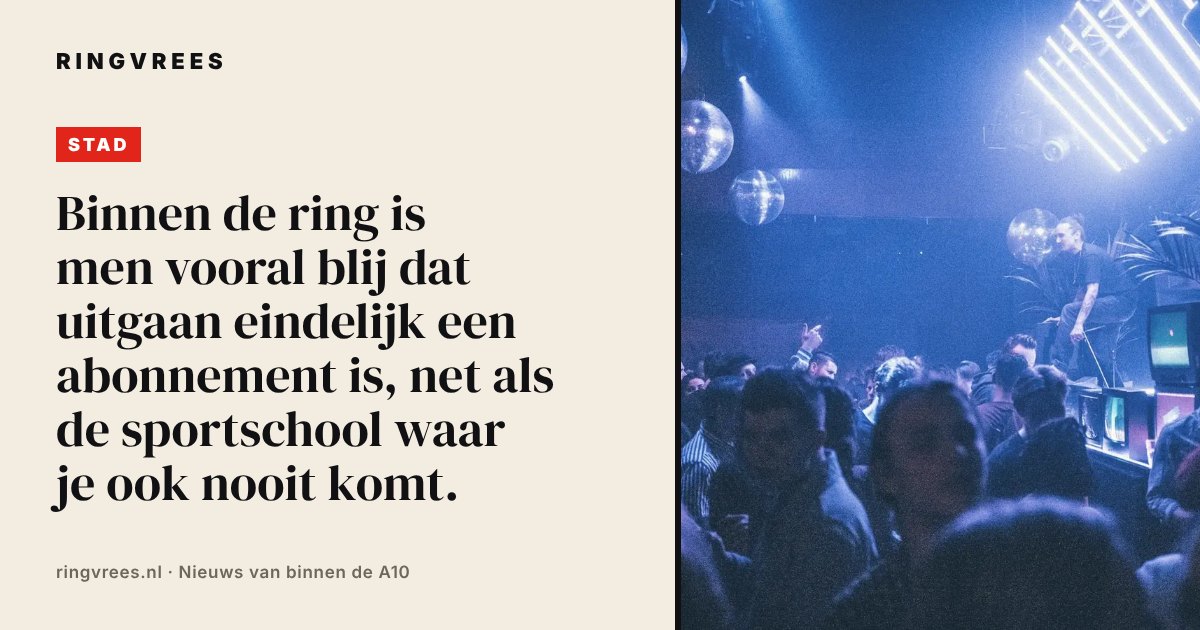 RINGVREES
STAD
Binnen de ring is
men vooral blij dat
uitgaan eindelijk een
abonnement is, net als
de sportschool waar
je ook nooit komt.
ringvrees.nl · Nieuws van binnen de A10